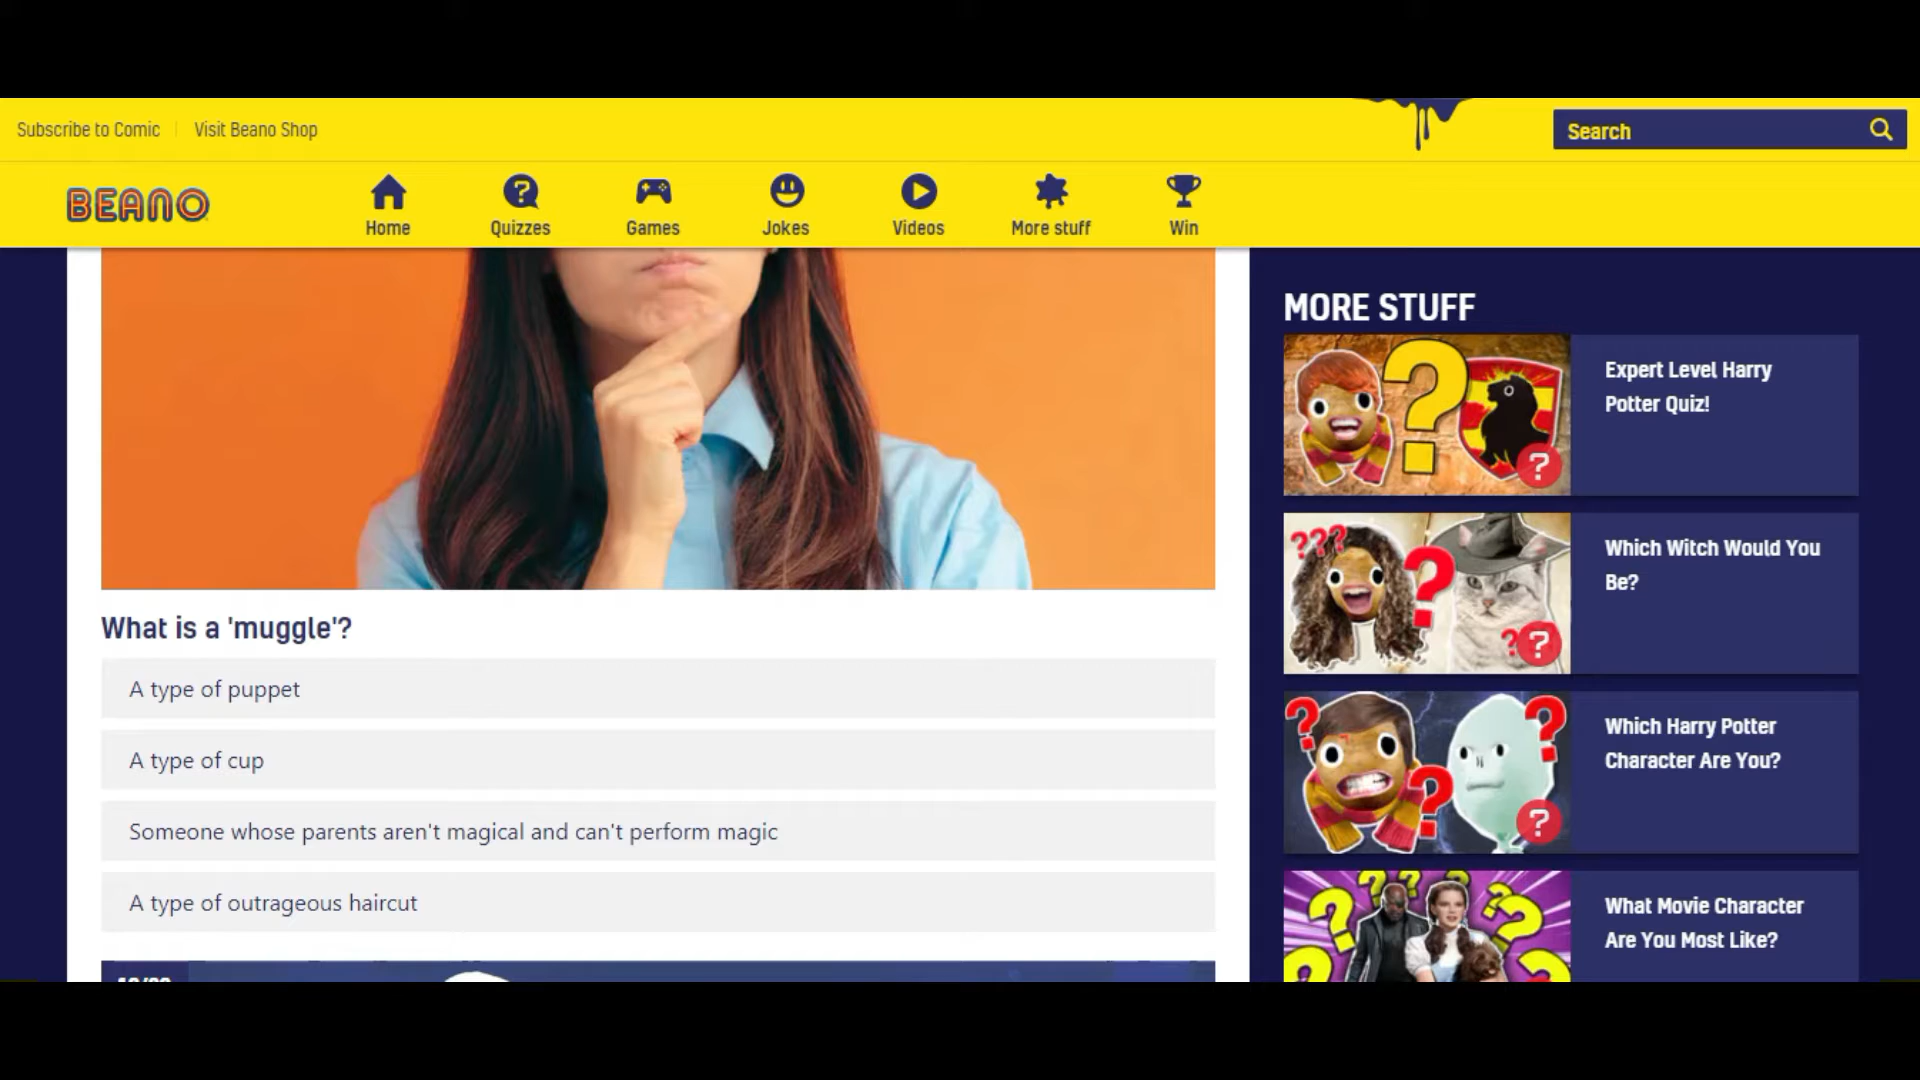 Subscribe to Comic
Visit Beano Shop
Search
BEANO
Home
Quizzes
Games
Jokes
Videos
More stuff
Win
What is a 'muggle'?
A type of puppet
A type of cup
Someone whose parents aren't magical and can't perform magic
A type of outrageous haircut
MORE STUFF
Expert Level Harry
Potter Quiz!
Which Witch Would You
Be?
Which Harry Potter
Character Are You?
What Movie Character
Are You Most Like?